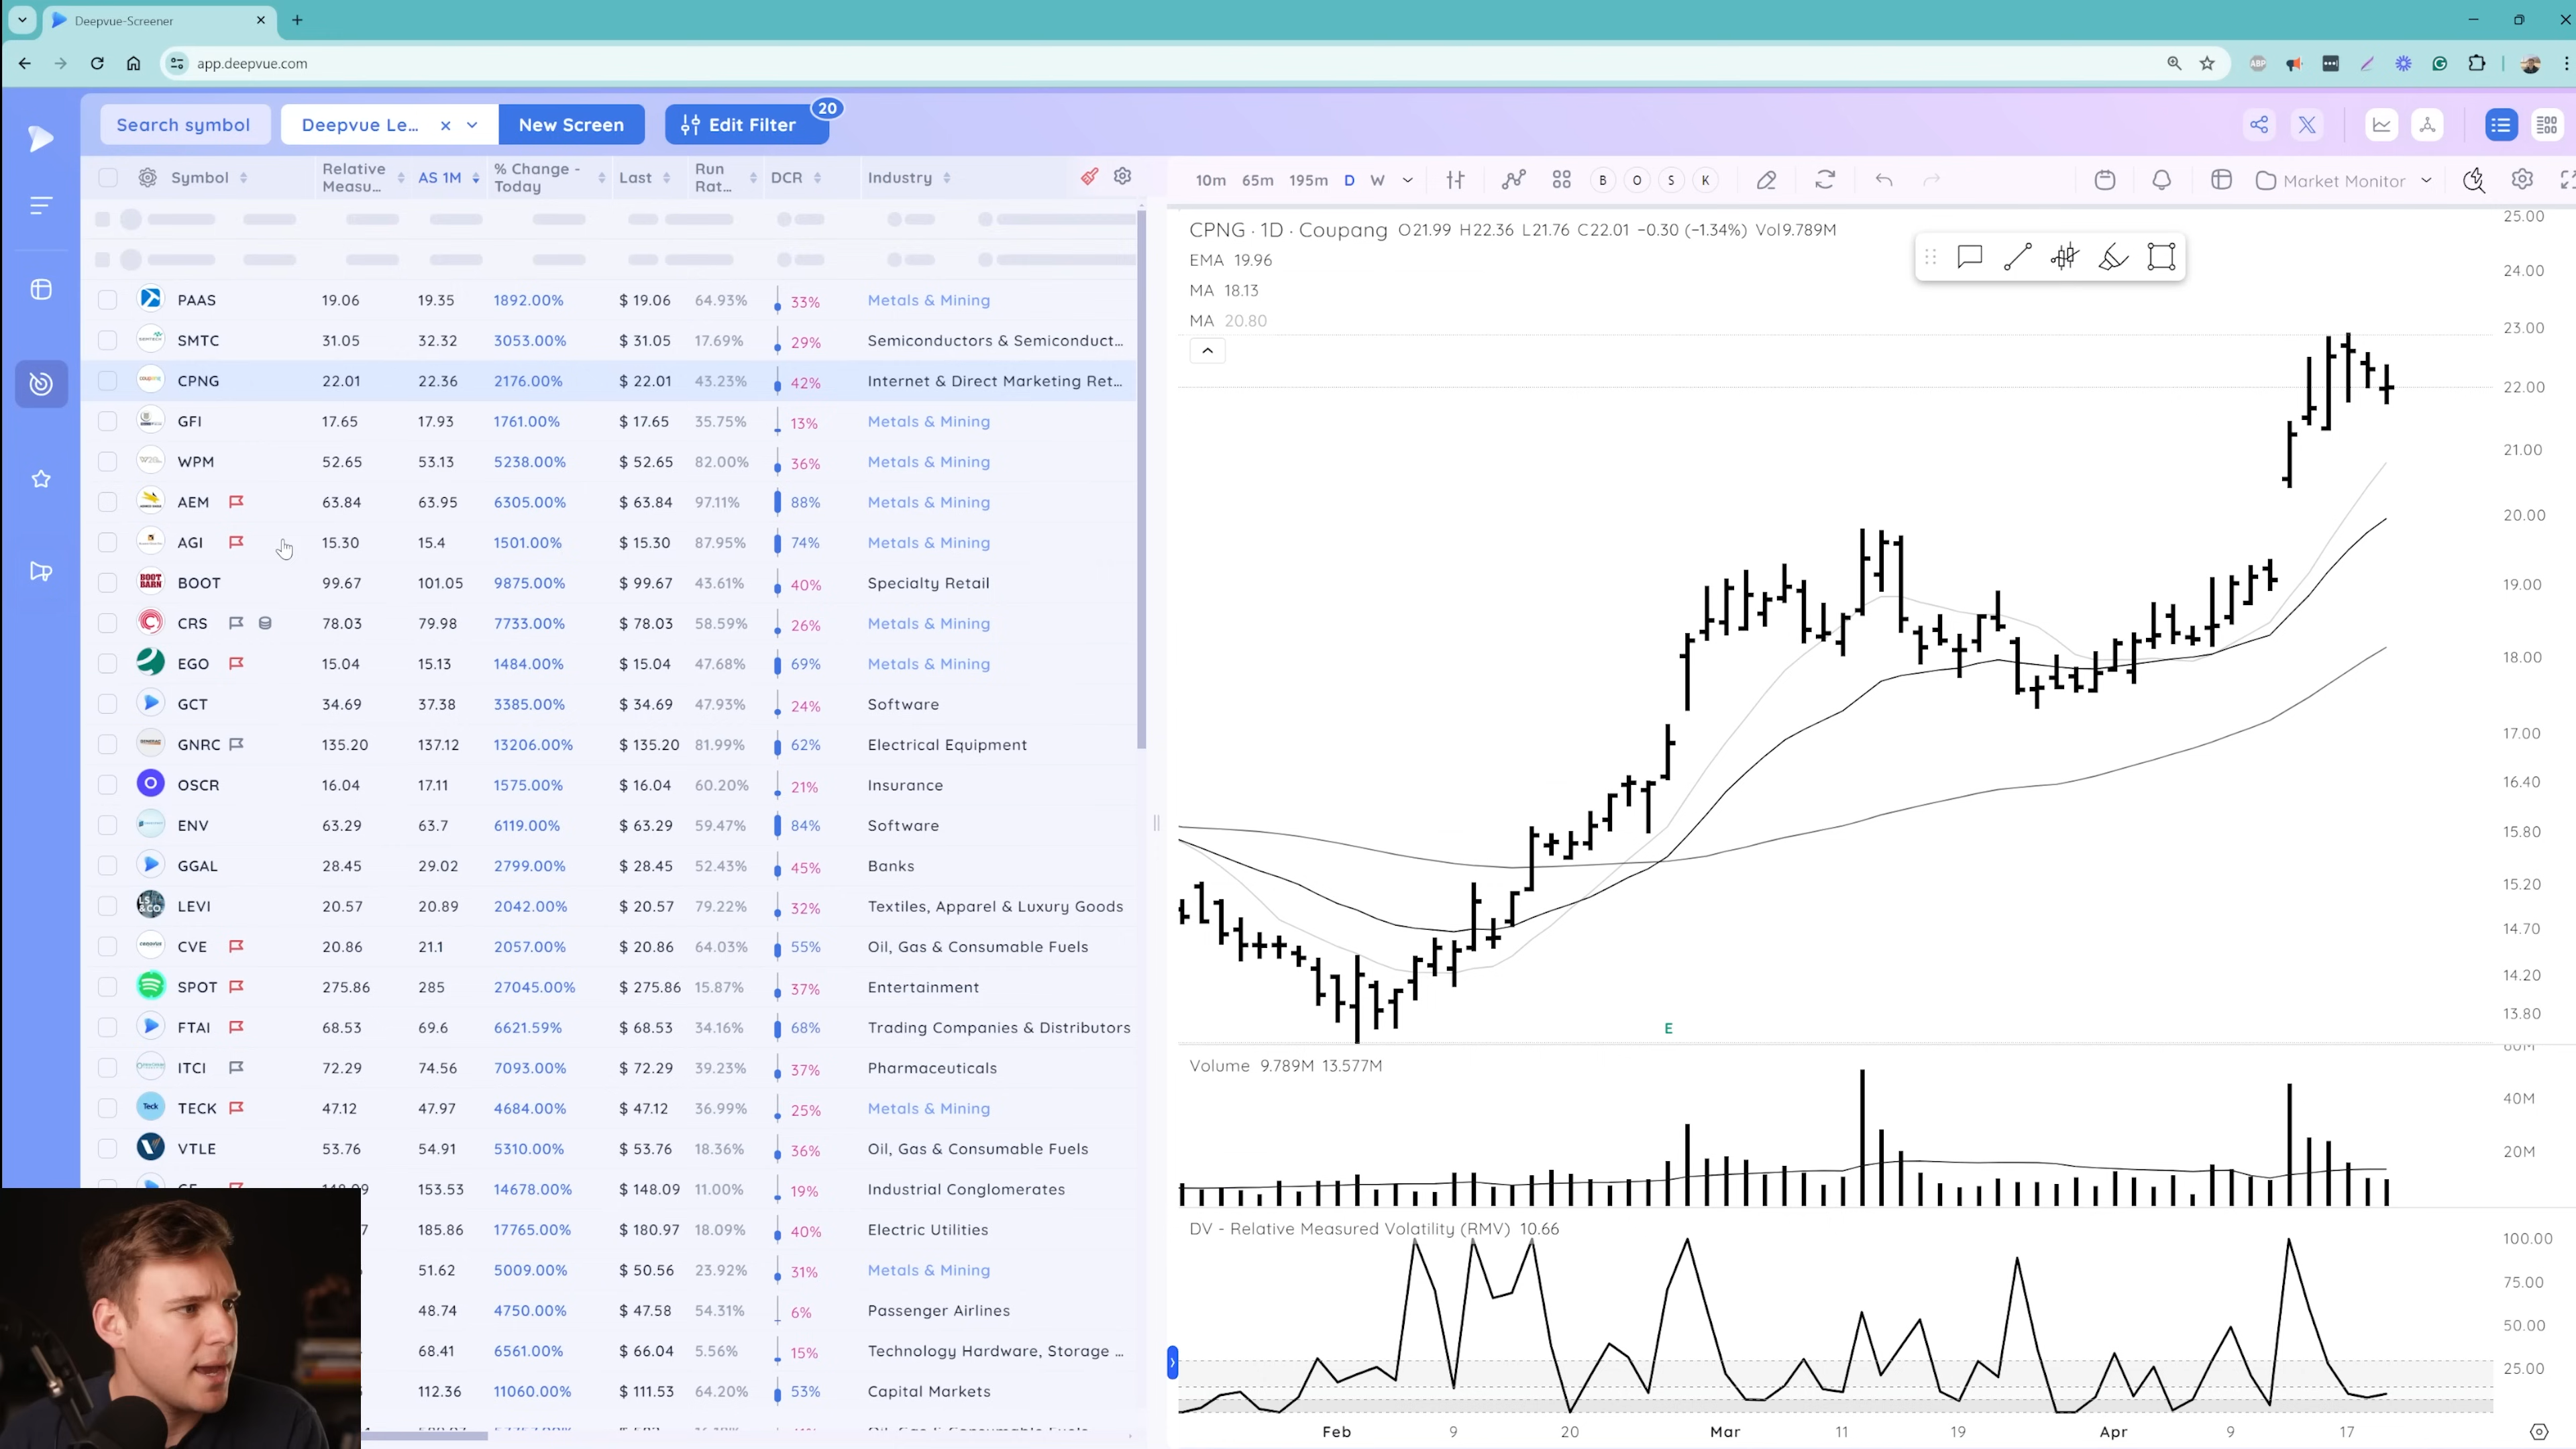 Deepvue-Screener
app.deepvue.com
ABP
Search symbol
Deepvue Le...
New Screen
Edit Filter
20
Symbol
Relative Measu...
AS 1M
% Change - Today
Last
Run Rat...
DCR
Industry
PAAS 19.06 19.35 1892.00% $ 19.06 64.93% 33% Metals & Mining
SMTC 31.05 32.32 3053.00% $ 31.05 17.69% 29% Semiconductors & Semiconduct...
CPNG 22.01 22.36 2176.00% $ 22.01 43.23% 42% Internet & Direct Marketing Ret...
GFI 17.65 17.93 1761.00% $ 17.65 35.75% 13% Metals & Mining
WPM 52.65 53.13 5238.00% $ 52.65 82.00% 36% Metals & Mining
AEM 63.84 63.95 6305.00% $ 63.84 97.11% 88% Metals & Mining
AGI 15.30 15.4 1501.00% $ 15.30 87.95% 74% Metals & Mining
BOOT BARN BOOT 99.67 101.05 9875.00% $ 99.67 43.61% 40% Specialty Retail
CRS 78.03 79.98 7733.00% $ 78.03 58.59% 26% Metals & Mining
EGO 15.04 15.13 1484.00% $ 15.04 47.68% 69% Metals & Mining
GCT 34.69 37.38 3385.00% $ 34.69 47.93% 24% Software
GNRC 135.20 137.12 13206.00% $ 135.20 81.99% 62% Electrical Equipment
OSCR 16.04 17.11 1575.00% $ 16.04 60.20% 21% Insurance
ENV 63.29 63.7 6119.00% $ 63.29 59.47% 84% Software
GGAL 28.45 29.02 2799.00% $ 28.45 52.43% 45% Banks
LS &CO LEVI 20.57 20.89 2042.00% $ 20.57 79.22% 32% Textiles, Apparel & Luxury Goods
CVE 20.86 21.1 2057.00% $ 20.86 64.03% 55% Oil, Gas & Consumable Fuels
SPOT 275.86 285 27045.00% $ 275.86 15.87% 37% Entertainment
FTAI 68.53 69.6 6621.59% $ 68.53 34.16% 68% Trading Companies & Distributors
ITCI 72.29 74.56 7093.00% $ 72.29 39.23% 37% Pharmaceuticals
Teck TECK 47.12 47.97 4684.00% $ 47.12 36.99% 25% Metals & Mining
VTLE 53.76 54.91 5310.00% $ 53.76 18.36% 36% Oil, Gas & Consumable Fuels
153.53 14678.00% $ 148.09 11.00% 19% Industrial Conglomerates
185.86 17765.00% $ 180.97 18.09% 40% Electric Utilities
51.62 5009.00% $ 50.56 23.92% 31% Metals & Mining
48.74 4750.00% $ 47.58 54.31% 6% Passenger Airlines
68.41 6561.00% $ 66.04 5.56% 15% Technology Hardware, Storage ...
112.36 11060.00% $ 111.53 64.20% 53% Capital Markets
10m 65m 195m D W
B O S K
Market Monitor
CPNG · 1D · Coupang O21.99 H22.36 L21.76 C22.01 −0.30 (−1.34%) Vol9.789M
EMA 19.96
MA 18.13
MA 20.80
E
25.00
24.00
23.00
22.00
21.00
20.00
19.00
18.00
17.00
16.40
15.80
15.20
14.70
14.20
13.80
Volume 9.789M 13.577M
60M
40M
20M
DV - Relative Measured Volatility (RMV) 10.66
100.00
75.00
50.00
25.00
Feb 9 20 Mar 11 19 Apr 9 17